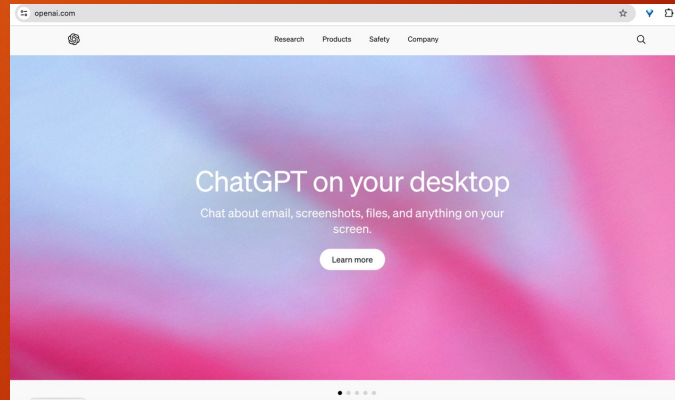 openai.com
Research Products Safety Company
ChatGPT on your desktop
Chat about email, screenshots, files, and anything on your
screen.
Learn more